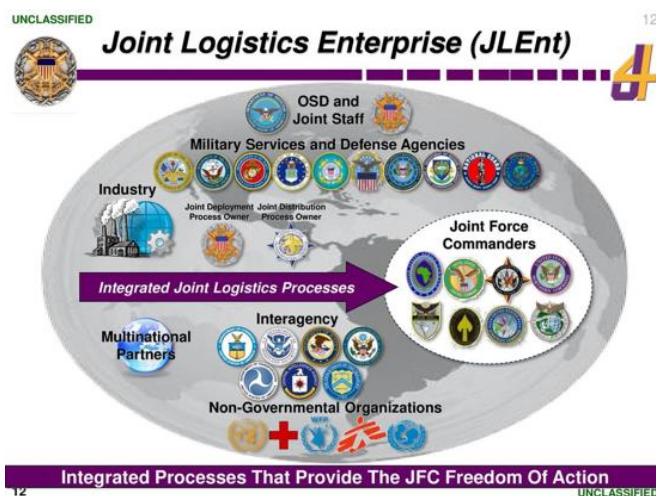 UNCLASSIFIED
12
Joint Logistics Enterprise (JLEnt)
OSD and
Joint Staff
Military Services and Defense Agencies
Industry
Joint Deployment
Process Owner
Joint Distribution
Process Owner
Joint Force
Commanders
Integrated Joint Logistics Processes
Interagency
Multinational
Partners
Non-Governmental Organizations
WFP
Integrated Processes That Provide The JFC Freedom Of Action
12
UNCLASSIFIED